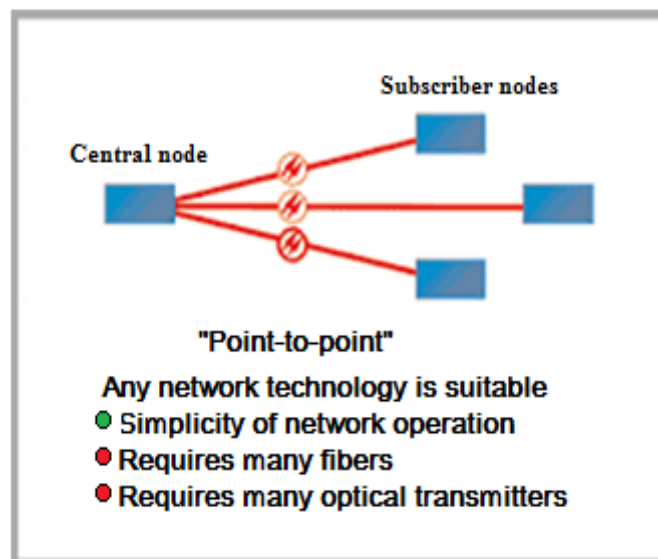 Subscriber nodes
Central node
"Point-to-point"
Any network technology is suitable
Simplicity of network operation
Requires many fibers
Requires many optical transmitters